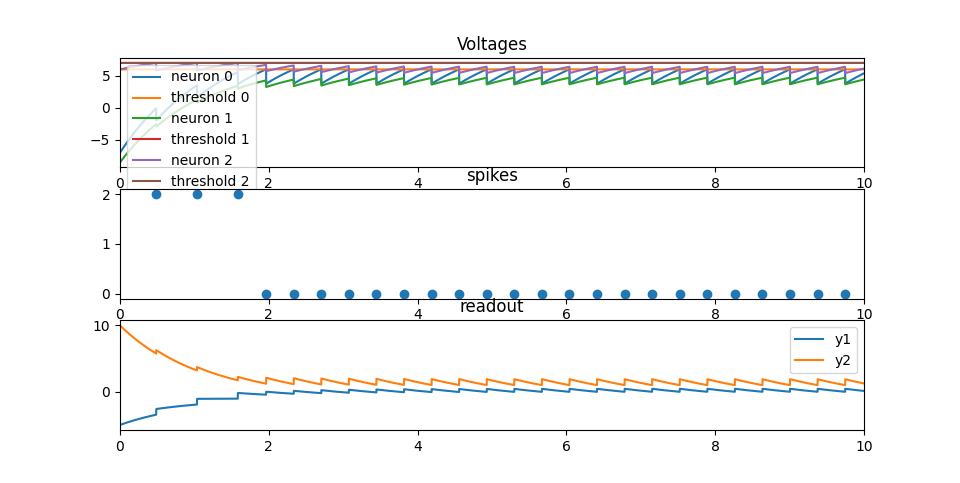 Voltages
5
0
−5
neuron 0
threshold 0
neuron 1
threshold 1
neuron 2
threshold 2
0 2 4 6 8 10
spikes
2
1
0
0 2 4 6 8 10
readout
10
0
y1
y2
0 2 4 6 8 10